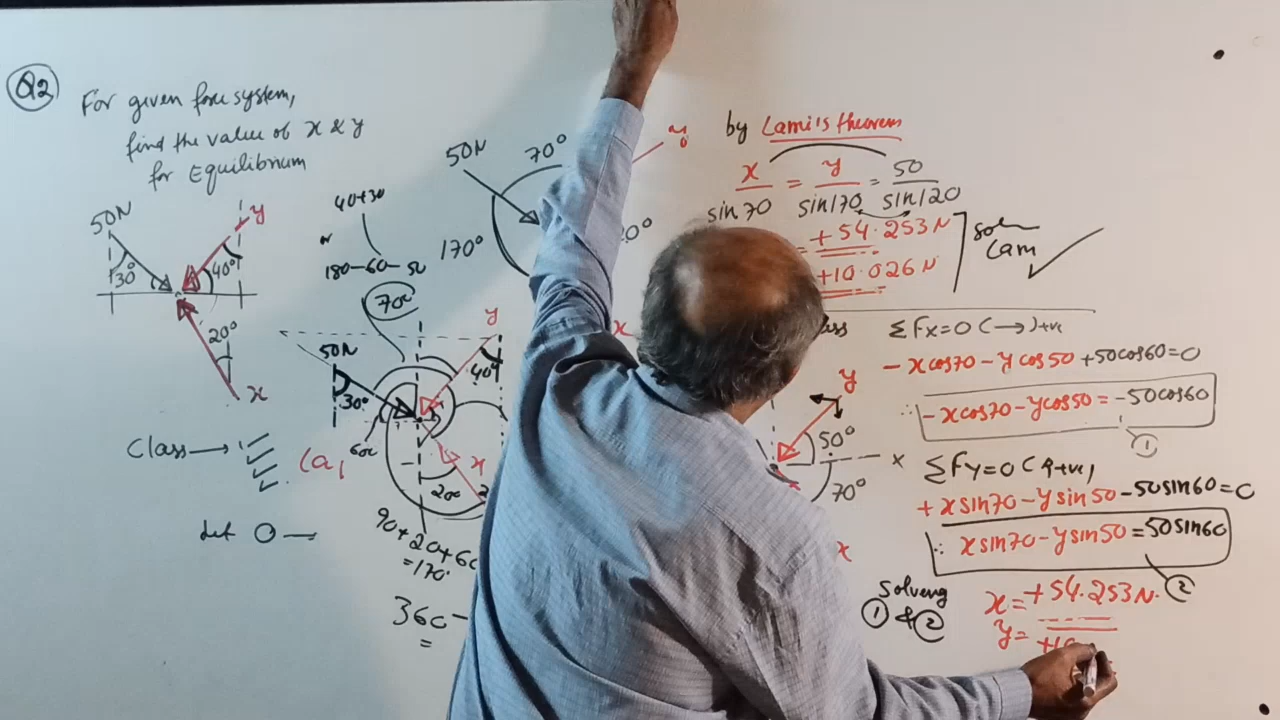 Q2
For given force system,
find the value of x & y
for Equilibrium
50N
30°
y
40°
20°
x
Class →
40+30
180-60-50
70°
50N
30°
60°
y
40°
x
20°
90+20+60
=170°
360-
=
50N
70°
170°
y
x
by Lami's theorem
x/sin70 = y/sin170 = 50/sin120
= +54.253N
+10.026N
Soln
Lam
ΣFx=0 (→)+ve
-xcos70-ycos50+50cos60=0
∴ -xcos70-ycos50=-50cos60
1
y
50°
x
70°
x
ΣFy=0 (↑+ve)
+xsin70-ysin50-50sin60=0
∴ xsin70-ysin50=50sin60
2
Solving
1 & 2
x=+54.253N.
y=